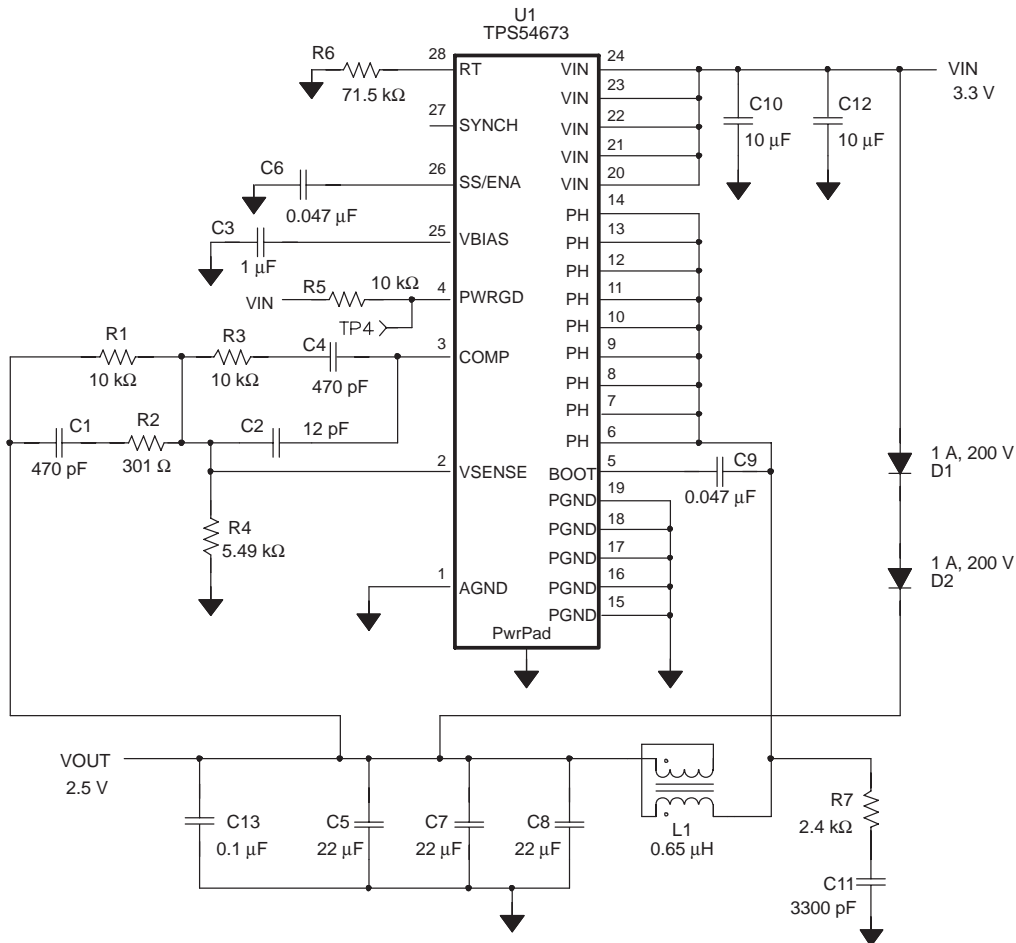 U1
TPS54673
R6
71.5 kΩ
28
RT
27
SYNCH
C6
0.047 μF
26
SS/ENA
C3
1 μF
25
VBIAS
VIN
R5
10 kΩ
4
PWRGD
TP4
R1
10 kΩ
R3
10 kΩ
C4
470 pF
3
COMP
C1
470 pF
R2
301 Ω
C2
12 pF
2
VSENSE
R4
5.49 kΩ
1
AGND
PwrPad
VIN
24
VIN
23
VIN
22
VIN
21
VIN
20
PH
14
PH
13
PH
12
PH
11
PH
10
PH
9
PH
8
PH
7
PH
6
BOOT
5
PGND
19
PGND
18
PGND
17
PGND
16
PGND
15
C10
10 μF
C12
10 μF
VIN
3.3 V
C9
0.047 μF
1 A, 200 V
D1
1 A, 200 V
D2
VOUT
2.5 V
C13
0.1 μF
C5
22 μF
C7
22 μF
C8
22 μF
L1
0.65 μH
R7
2.4 kΩ
C11
3300 pF